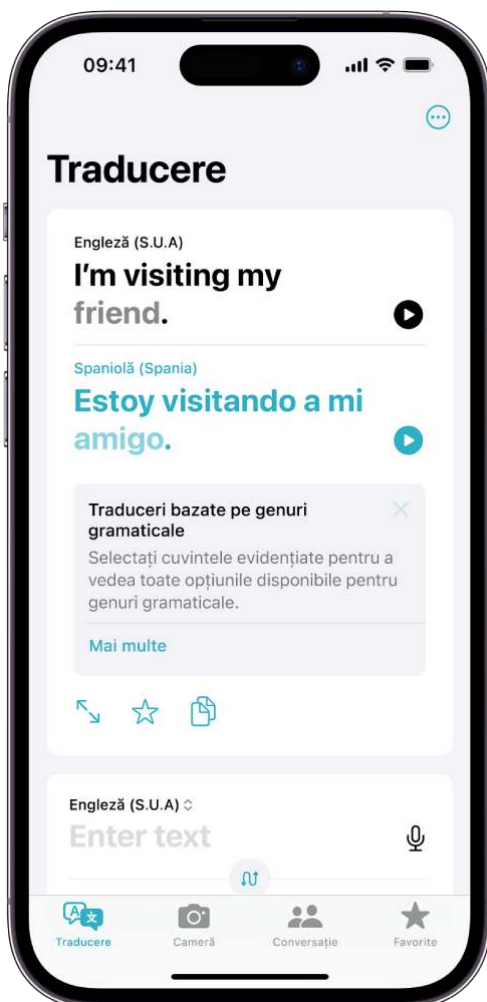 09:41
Traducere
Engleză (S.U.A)
I'm visiting my
friend.
Spaniolă (Spania)
Estoy visitando a mi
amigo.
Traduceri bazate pe genuri
gramaticale
Selectați cuvintele evidențiate pentru a
vedea toate opțiunile disponibile pentru
genuri gramaticale.
Mai multe
Engleză (S.U.A)
Enter text
Traducere
Cameră
Conversație
Favorite